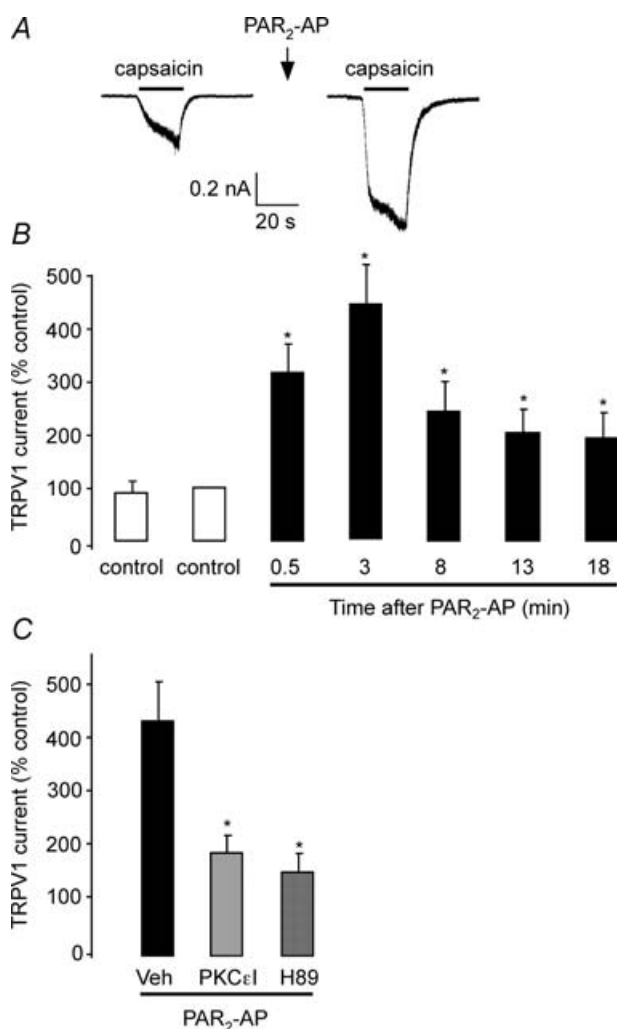 A
PAR₂-AP
capsaicin
capsaicin
0.2 nA
20 s
B
TRPV1 current (% control)
500
400
300
200
100
0
*
*
*
*
*
control control 0.5 3 8 13 18
Time after PAR₂-AP (min)
C
TRPV1 current (% control)
500
400
300
200
100
0
*
*
Veh PKCεI H89
PAR₂-AP